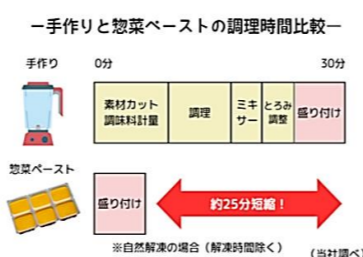 ー手作りと惣菜ペーストの調理時間比較ー
手作り
0分
30分
素材カット
調味料計量
調理
ミキ
サー
とろみ
調整
盛り付け
惣菜ペースト
盛り付け
約25分短縮！
※自然解凍の場合（解凍時間除く）
（当社調べ）